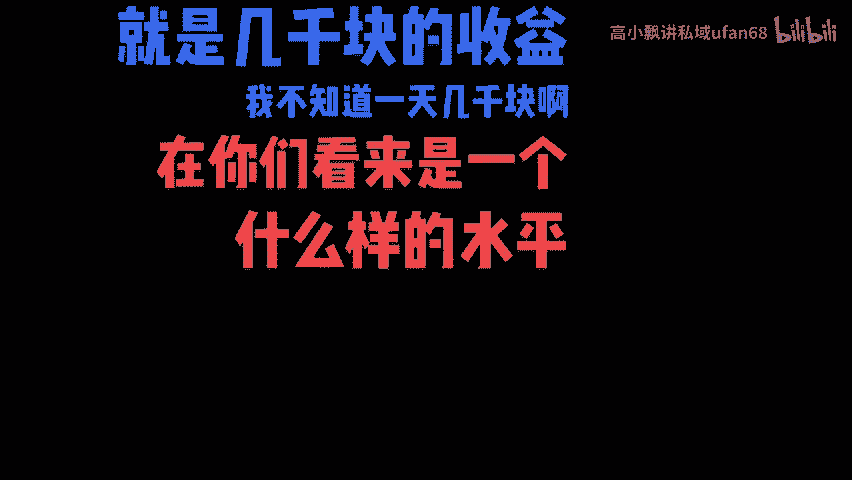 就是几千块的收益
高小飘讲私域ufan68 bilibili
我不知道一天几千块啊
在你们看来是一个
什么样的水平